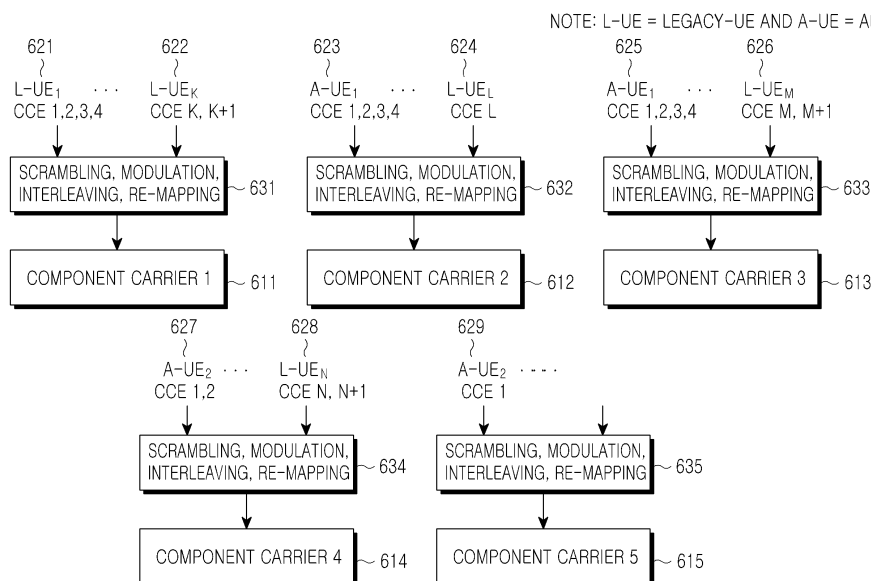 NOTE: L-UE = LEGACY-UE AND A-UE =
621 622 623 624 625 626
L-UE₁ ··· L-UE_K A-UE₁ ··· L-UE_L A-UE₁ ··· L-UE_M
CCE 1,2,3,4 CCE K, K+1 CCE 1,2,3,4 CCE L CCE 1,2,3,4 CCE M, M+1
SCRAMBLING, MODULATION, SCRAMBLING, MODULATION, SCRAMBLING, MODULATION,
INTERLEAVING, RE-MAPPING 631 INTERLEAVING, RE-MAPPING 632 INTERLEAVING, RE-MAPPING 633
COMPONENT CARRIER 1 611 COMPONENT CARRIER 2 612 COMPONENT CARRIER 3 613
627 628 629
A-UE₂ ··· L-UE_N A-UE₂ ·····
CCE 1,2 CCE N, N+1 CCE 1
SCRAMBLING, MODULATION, SCRAMBLING, MODULATION,
INTERLEAVING, RE-MAPPING 634 INTERLEAVING, RE-MAPPING 635
COMPONENT CARRIER 4 614 COMPONENT CARRIER 5 615